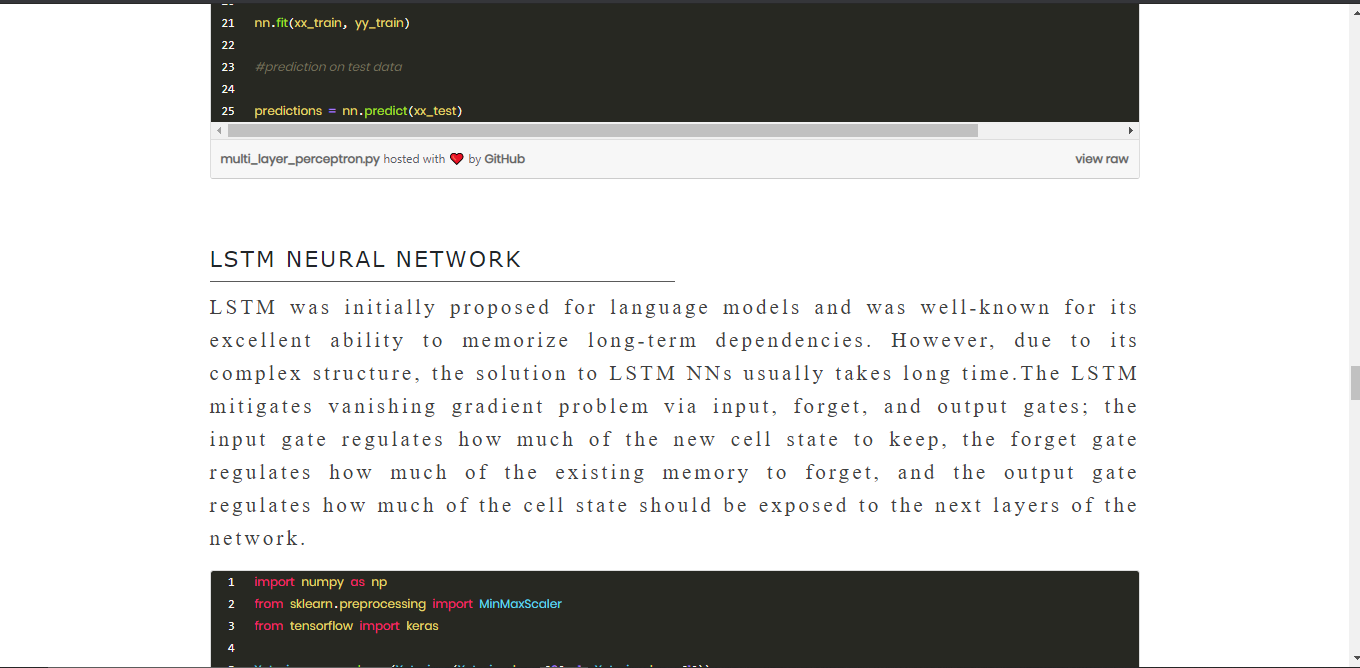 21 nn.fit(xx_train, yy_train)
22
23 #prediction on test data
24
25 predictions = nn.predict(xx_test)
multi_layer_perceptron.py hosted with ❤ by GitHub view raw
LSTM NEURAL NETWORK
LSTM was initially proposed for language models and was well-known for its
excellent ability to memorize long-term dependencies. However, due to its
complex structure, the solution to LSTM NNs usually takes long time.The LSTM
mitigates vanishing gradient problem via input, forget, and output gates; the
input gate regulates how much of the new cell state to keep, the forget gate
regulates how much of the existing memory to forget, and the output gate
regulates how much of the cell state should be exposed to the next layers of the
network.
1 import numpy as np
2 from sklearn.preprocessing import MinMaxScaler
3 from tensorflow import keras
4